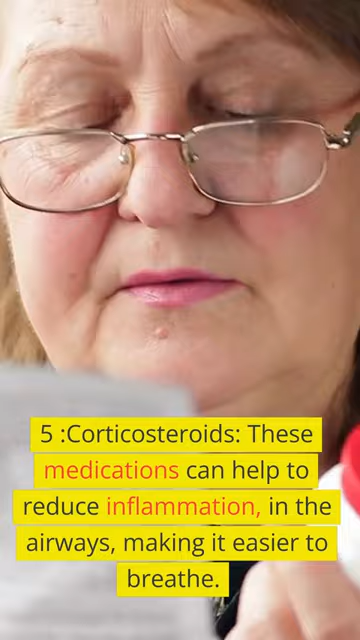 5 :Corticosteroids: These
medications can help to
reduce inflammation, in the
airways, making it easier to
breathe.